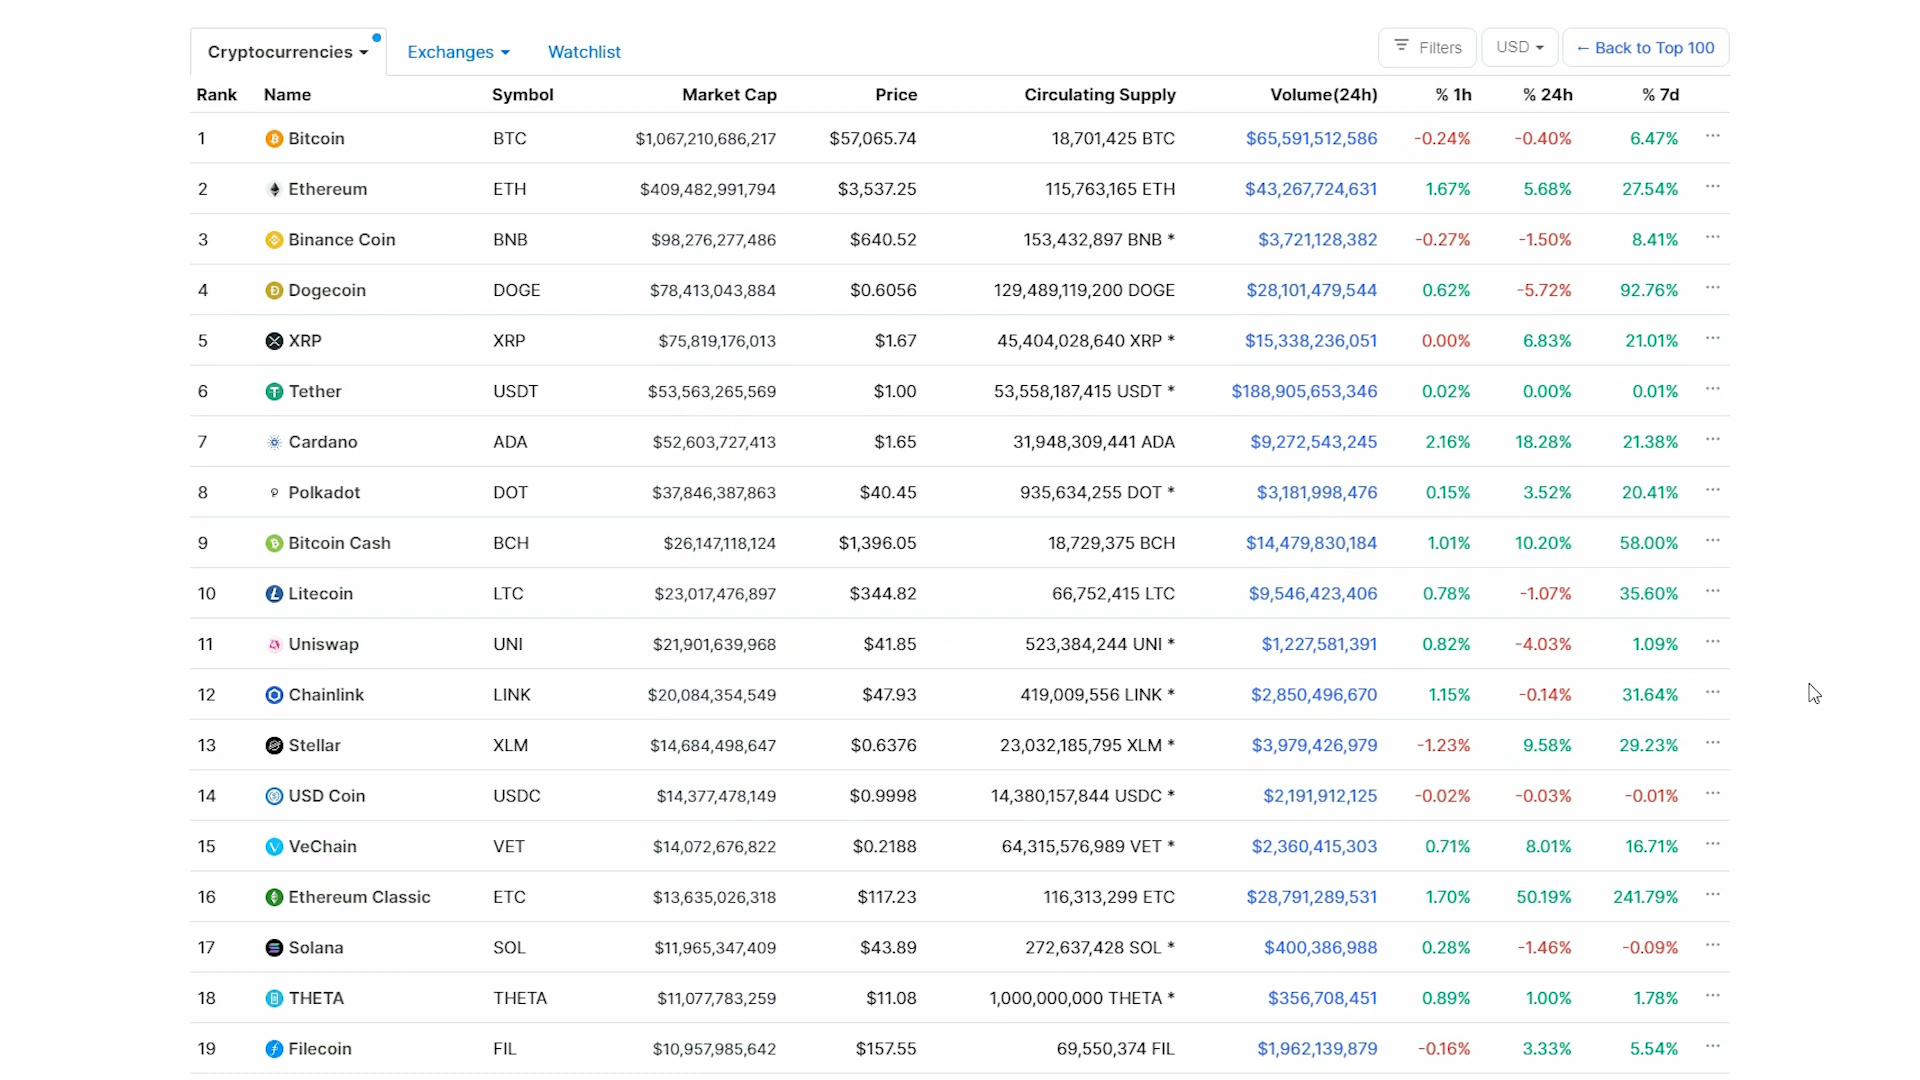 Cryptocurrencies Exchanges Watchlist Filters USD ← Back to Top 100
Rank Name Symbol Market Cap Price Circulating Supply Volume(24h) % 1h % 24h % 7d
1 Bitcoin BTC $1,067,210,686,217 $57,065.74 18,701,425 BTC $65,591,512,586 -0.24% -0.40% 6.47% ...
2 Ethereum ETH $409,482,991,794 $3,537.25 115,763,165 ETH $43,267,724,631 1.67% 5.68% 27.54% ...
3 Binance Coin BNB $98,276,277,486 $640.52 153,432,897 BNB * $3,721,128,382 -0.27% -1.50% 8.41% ...
4 Dogecoin DOGE $78,413,043,884 $0.6056 129,489,119,200 DOGE $28,101,479,544 0.62% -5.72% 92.76% ...
5 XRP XRP $75,819,176,013 $1.67 45,404,028,640 XRP * $15,338,236,051 0.00% 6.83% 21.01% ...
6 Tether USDT $53,563,265,569 $1.00 53,558,187,415 USDT * $188,905,653,346 0.02% 0.00% 0.01% ...
7 Cardano ADA $52,603,727,413 $1.65 31,948,309,441 ADA $9,272,543,245 2.16% 18.28% 21.38% ...
8 Polkadot DOT $37,846,387,863 $40.45 935,634,255 DOT * $3,181,998,476 0.15% 3.52% 20.41% ...
9 Bitcoin Cash BCH $26,147,118,124 $1,396.05 18,729,375 BCH $14,479,830,184 1.01% 10.20% 58.00% ...
10 Litecoin LTC $23,017,476,897 $344.82 66,752,415 LTC $9,546,423,406 0.78% -1.07% 35.60% ...
11 Uniswap UNI $21,901,639,968 $41.85 523,384,244 UNI * $1,227,581,391 0.82% -4.03% 1.09% ...
12 Chainlink LINK $20,084,354,549 $47.93 419,009,556 LINK * $2,850,496,670 1.15% -0.14% 31.64% ...
13 Stellar XLM $14,684,498,647 $0.6376 23,032,185,795 XLM * $3,979,426,979 -1.23% 9.58% 29.23% ...
14 USD Coin USDC $14,377,478,149 $0.9998 14,380,157,844 USDC * $2,191,912,125 -0.02% -0.03% -0.01% ...
15 VeChain VET $14,072,676,822 $0.2188 64,315,576,989 VET * $2,360,415,303 0.71% 8.01% 16.71% ...
16 Ethereum Classic ETC $13,635,026,318 $117.23 116,313,299 ETC $28,791,289,531 1.70% 50.19% 241.79% ...
17 Solana SOL $11,965,347,409 $43.89 272,637,428 SOL * $400,386,988 0.28% -1.46% -0.09% ...
18 THETA THETA $11,077,783,259 $11.08 1,000,000,000 THETA * $356,708,451 0.89% 1.00% 1.78% ...
19 Filecoin FIL $10,957,985,642 $157.55 69,550,374 FIL $1,962,139,879 -0.16% 3.33% 5.54% ...